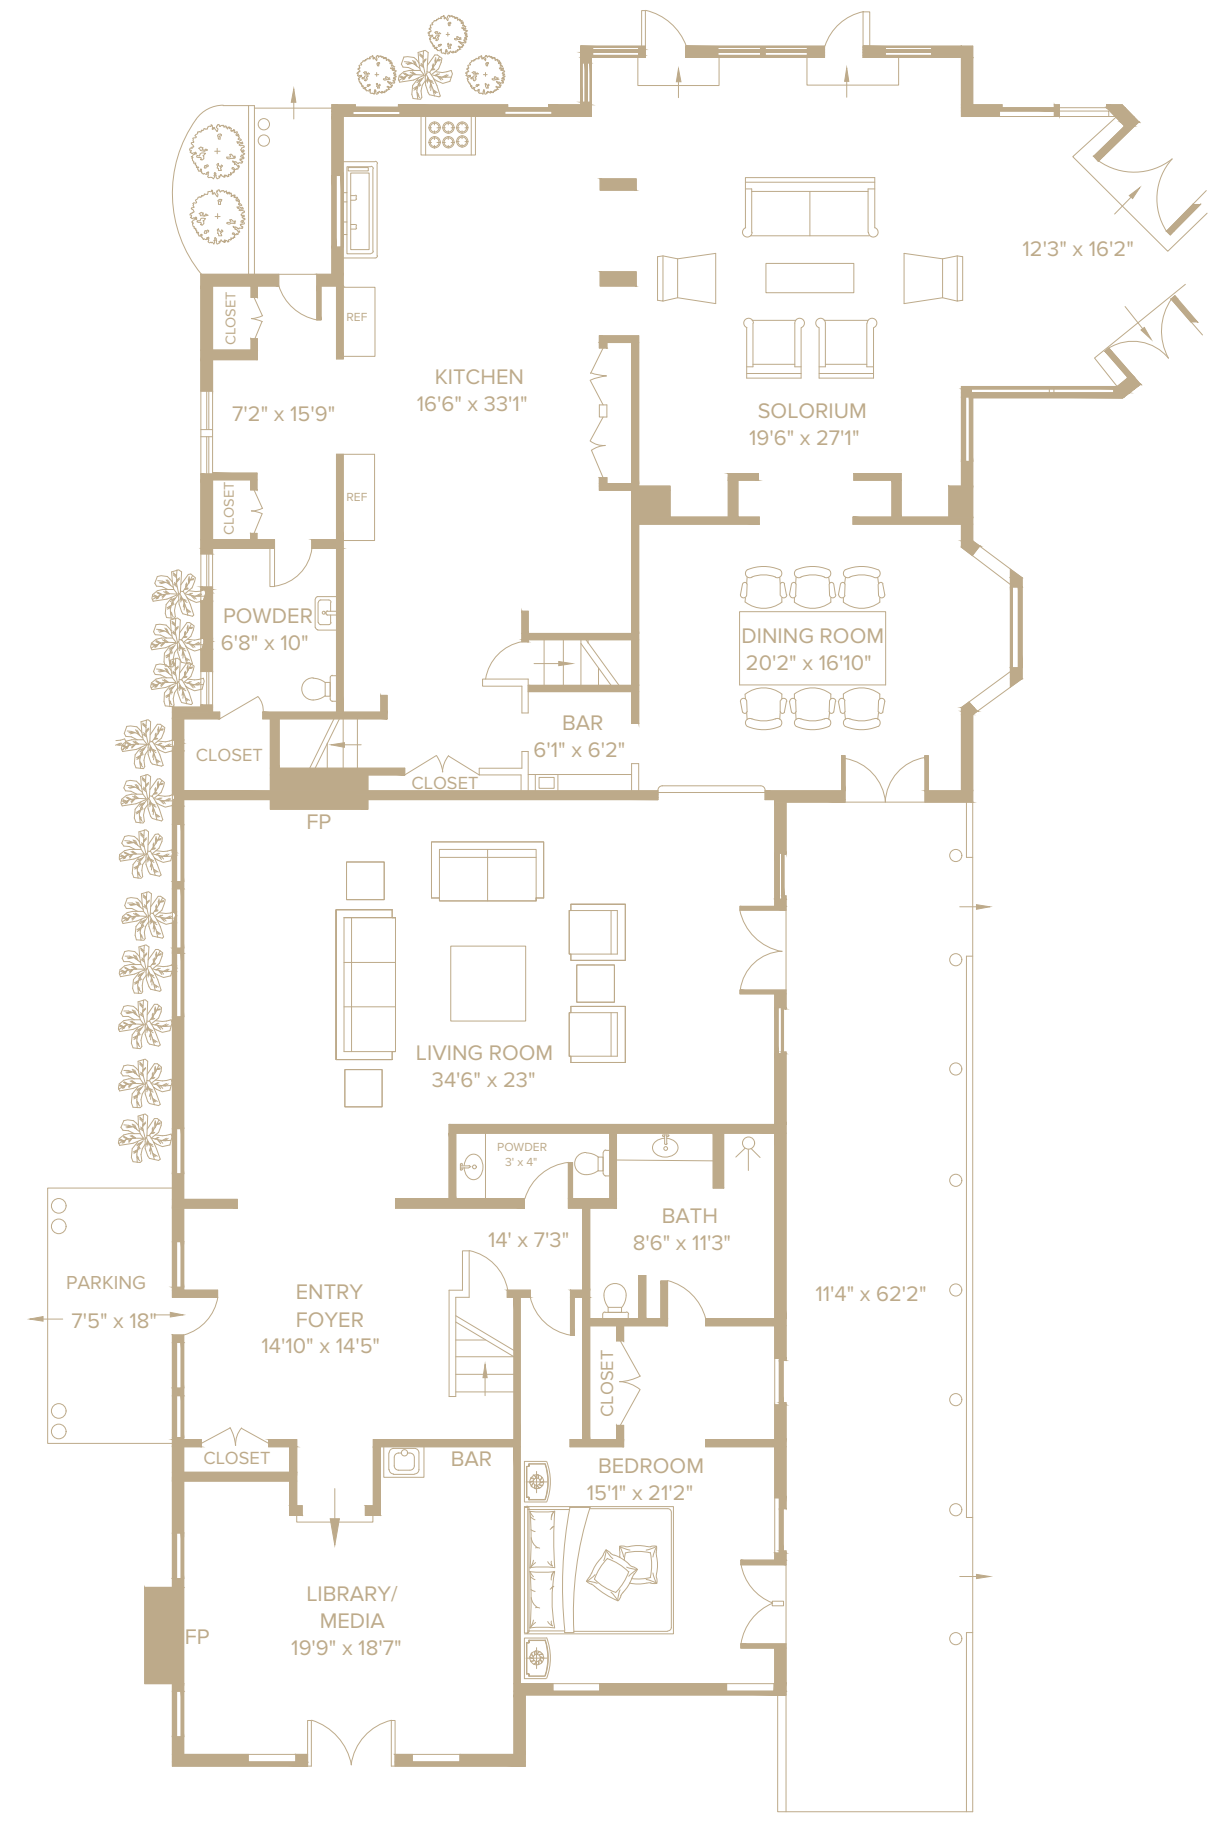 12'3" x 16'2"
CLOSET
REF
KITCHEN
16'6" x 33'1"
7'2" x 15'9"
SOLORIUM
19'6" x 27'1"
CLOSET
REF
POWDER
6'8" x 10"
DINING ROOM
20'2" x 16'10"
BAR
6'1" x 6'2"
CLOSET
CLOSET
FP
LIVING ROOM
34'6" x 23"
POWDER
3' x 4"
BATH
8'6" x 11'3"
14' x 7'3"
PARKING
7'5" x 18"
ENTRY
FOYER
14'10" x 14'5"
11'4" x 62'2"
CLOSET
CLOSET
BAR
BEDROOM
15'1" x 21'2"
LIBRARY/
MEDIA
19'9" x 18'7"
FP